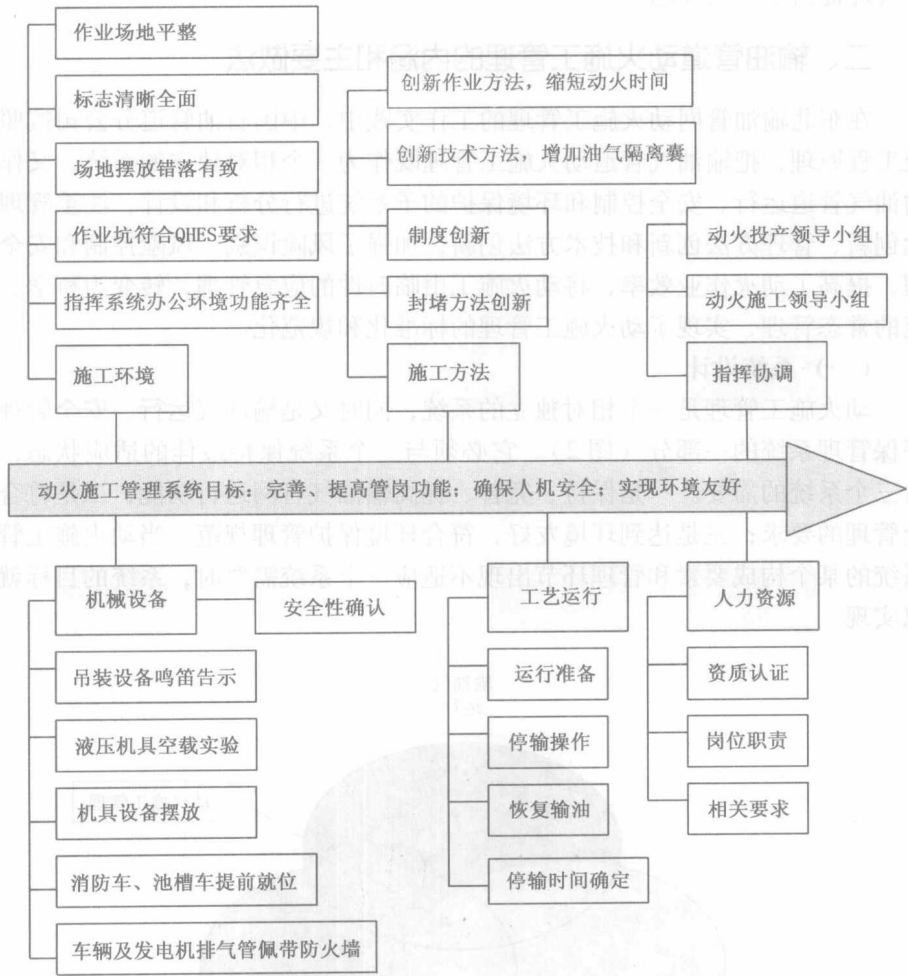 作业场地平整
标志清晰全面
场地摆放错落有致
作业坑符合QHES要求
指挥系统办公环境功能齐全
施工环境
创新作业方法，缩短动火时间
创新技术方法，增加油气隔离囊
制度创新
封堵方法创新
施工方法
动火投产领导小组
动火施工领导小组
指挥协调
动火施工管理系统目标：完善、提高管岗功能；确保人机安全；实现环境友好
机械设备
安全性确认
吊装设备鸣笛告示
液压机具空载实验
机具设备摆放
消防车、池槽车提前就位
车辆及发电机排气管佩带防火墙
工艺运行
运行准备
停输操作
恢复输油
停输时间确定
人力资源
资质认证
岗位职责
相关要求